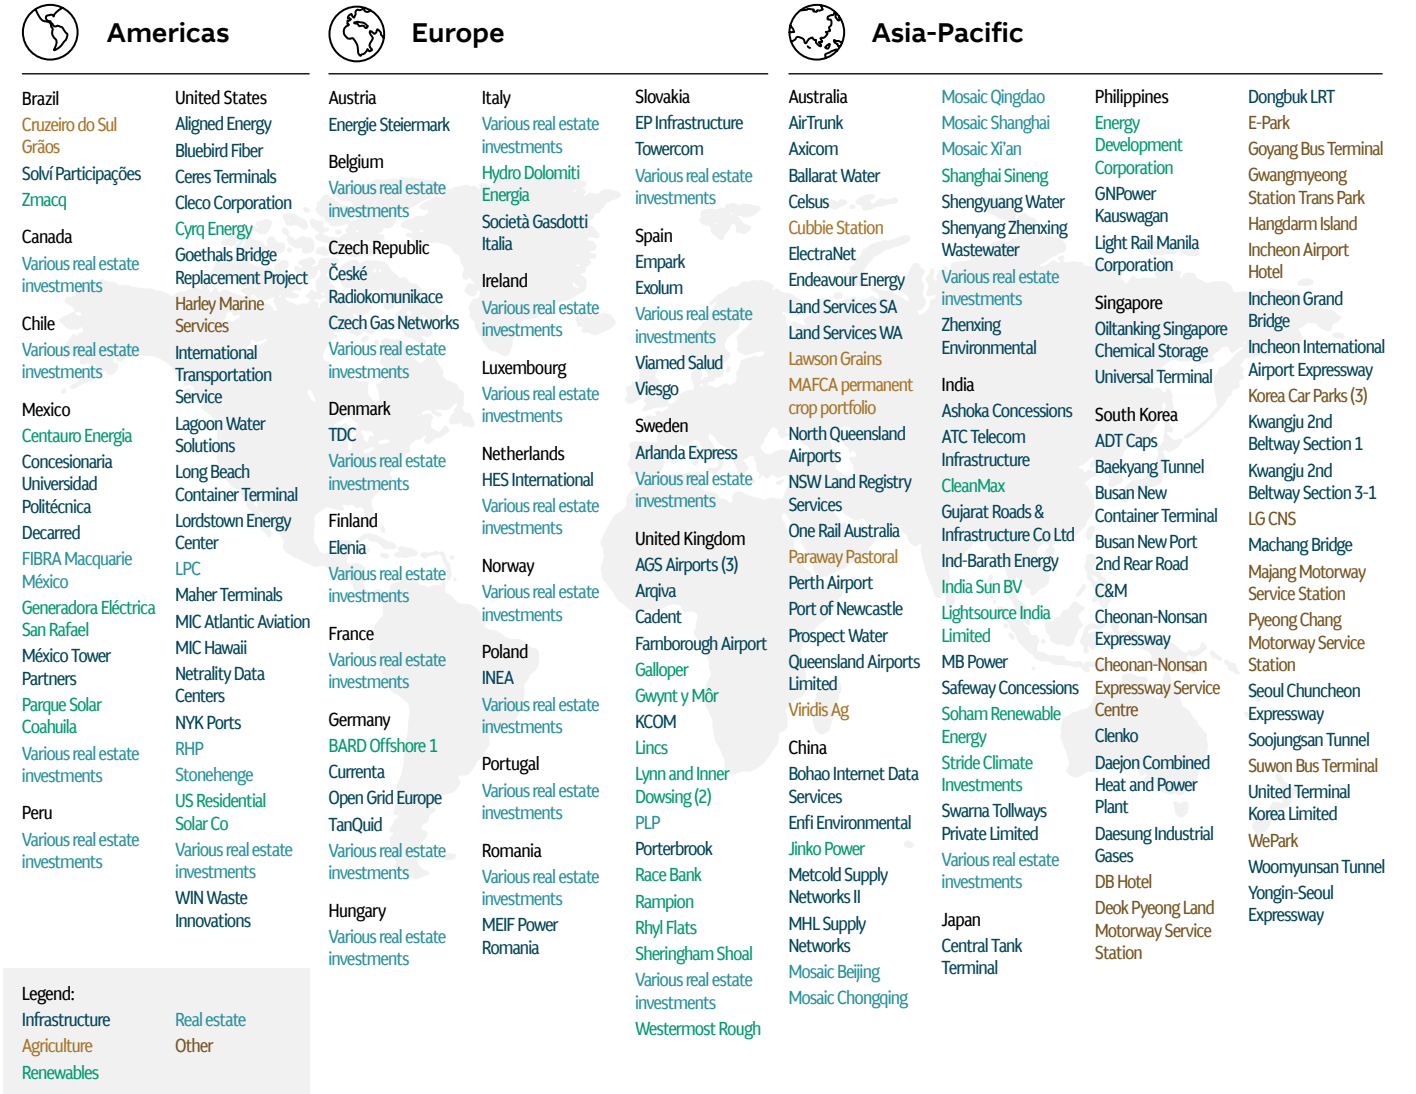 Americas
Brazil
Cruzeiro do Sul
Grãos
Solví Participações
Zmacq
Canada
Various real estate
investments
Chile
Various real estate
investments
Mexico
Centauro Energia
Concesionaria
Universidad
Politécnica
Decarred
FIBRA Macquarie
México
Generadora Eléctrica
San Rafael
México Tower
Partners
Parque Solar
Coahuila
Various real estate
investments
Peru
Various real estate
investments
United States
Aligned Energy
Bluebird Fiber
Ceres Terminals
Cleco Corporation
Cyrq Energy
Goethals Bridge
Replacement Project
Harley Marine
Services
International
Transportation
Service
Lagoon Water
Solutions
Long Beach
Container Terminal
Lordstown Energy
Center
LPC
Maher Terminals
MIC Atlantic Aviation
MIC Hawaii
Netrality Data
Centers
NYK Ports
RHP
Stonehenge
US Residential
Solar Co
Various real estate
investments
WIN Waste
Innovations
Europe
Austria
Energie Steiermark
Belgium
Various real estate
investments
Czech Republic
České
Radiokomunikace
Czech Gas Networks
Various real estate
investments
Denmark
TDC
Various real estate
investments
Finland
Elenia
Various real estate
investments
France
Various real estate
investments
Germany
BARD Offshore 1
Currenta
Open Grid Europe
TanQuid
Various real estate
investments
Hungary
Various real estate
investments
Italy
Various real estate
investments
Hydro Dolomiti
Energia
Società Gasdotti
Italia
Ireland
Various real estate
investments
Luxembourg
Various real estate
investments
Netherlands
HES International
Various real estate
investments
Norway
Various real estate
investments
Poland
INEA
Various real estate
investments
Portugal
Various real estate
investments
Romania
Various real estate
investments
MEIF Power
Romania
Slovakia
EP Infrastructure
Towercom
Various real estate
investments
Spain
Empark
Exolum
Various real estate
investments
Viamed Salud
Viesgo
Sweden
Arlanda Express
Various real estate
investments
United Kingdom
AGS Airports (3)
Arqiva
Cadent
Farnborough Airport
Galloper
Gwynt y Môr
KCOM
Lincs
Lynn and Inner
Dowsing (2)
PLP
Porterbrook
Race Bank
Rampion
Rhyl Flats
Sheringham Shoal
Various real estate
investments
Westermost Rough
Asia-Pacific
Australia
AirTrunk
Axicom
Ballarat Water
Celsus
Cubbie Station
ElectraNet
Endeavour Energy
Land Services SA
Land Services WA
Lawson Grains
MAFCA permanent
crop portfolio
North Queensland
Airports
NSW Land Registry
Services
One Rail Australia
Paraway Pastoral
Perth Airport
Port of Newcastle
Prospect Water
Queensland Airports
Limited
Viridis Ag
China
Bohao Internet Data
Services
Enfi Environmental
Jinko Power
Metcold Supply
Networks II
MHL Supply
Networks
Mosaic Beijing
Mosaic Chongqing
Mosaic Qingdao
Mosaic Shanghai
Mosaic Xi'an
Shanghai Sineng
Shengyuang Water
Shenyang Zhenxing
Wastewater
Various real estate
investments
Zhenxing
Environmental
India
Ashoka Concessions
ATC Telecom
Infrastructure
CleanMax
Gujarat Roads &
Infrastructure Co Ltd
Ind-Barath Energy
India Sun BV
Lightsource India
Limited
MB Power
Safeway Concessions
Soham Renewable
Energy
Stride Climate
Investments
Swarna Tollways
Private Limited
Various real estate
investments
Japan
Central Tank
Terminal
Philippines
Energy
Development
Corporation
GNPower
Kauswagan
Light Rail Manila
Corporation
Singapore
Oiltanking Singapore
Chemical Storage
Universal Terminal
South Korea
ADT Caps
Baekyang Tunnel
Busan New
Container Terminal
Busan New Port
2nd Rear Road
C&M
Cheonan-Nonsan
Expressway
Cheonan-Nonsan
Expressway Service
Centre
Clenko
Daejon Combined
Heat and Power
Plant
Daesung Industrial
Gases
DB Hotel
Deok Pyeong Land
Motorway Service
Station
Dongbuk LRT
E-Park
Goyang Bus Terminal
Gwangmyeong
Station Trans Park
Hangdarm Island
Incheon Airport
Hotel
Incheon Grand
Bridge
Incheon International
Airport Expressway
Korea Car Parks (3)
Kwangju 2nd
Beltway Section 1
Kwangju 2nd
Beltway Section 3-1
LG CNS
Machang Bridge
Majang Motorway
Service Station
Pyeong Chang
Motorway Service
Station
Seoul Chuncheon
Expressway
Soojungsan Tunnel
Suwon Bus Terminal
United Terminal
Korea Limited
WePark
Woomyunsan Tunnel
Yongin-Seoul
Expressway
Legend:
Infrastructure
Agriculture
Renewables
Real estate
Other